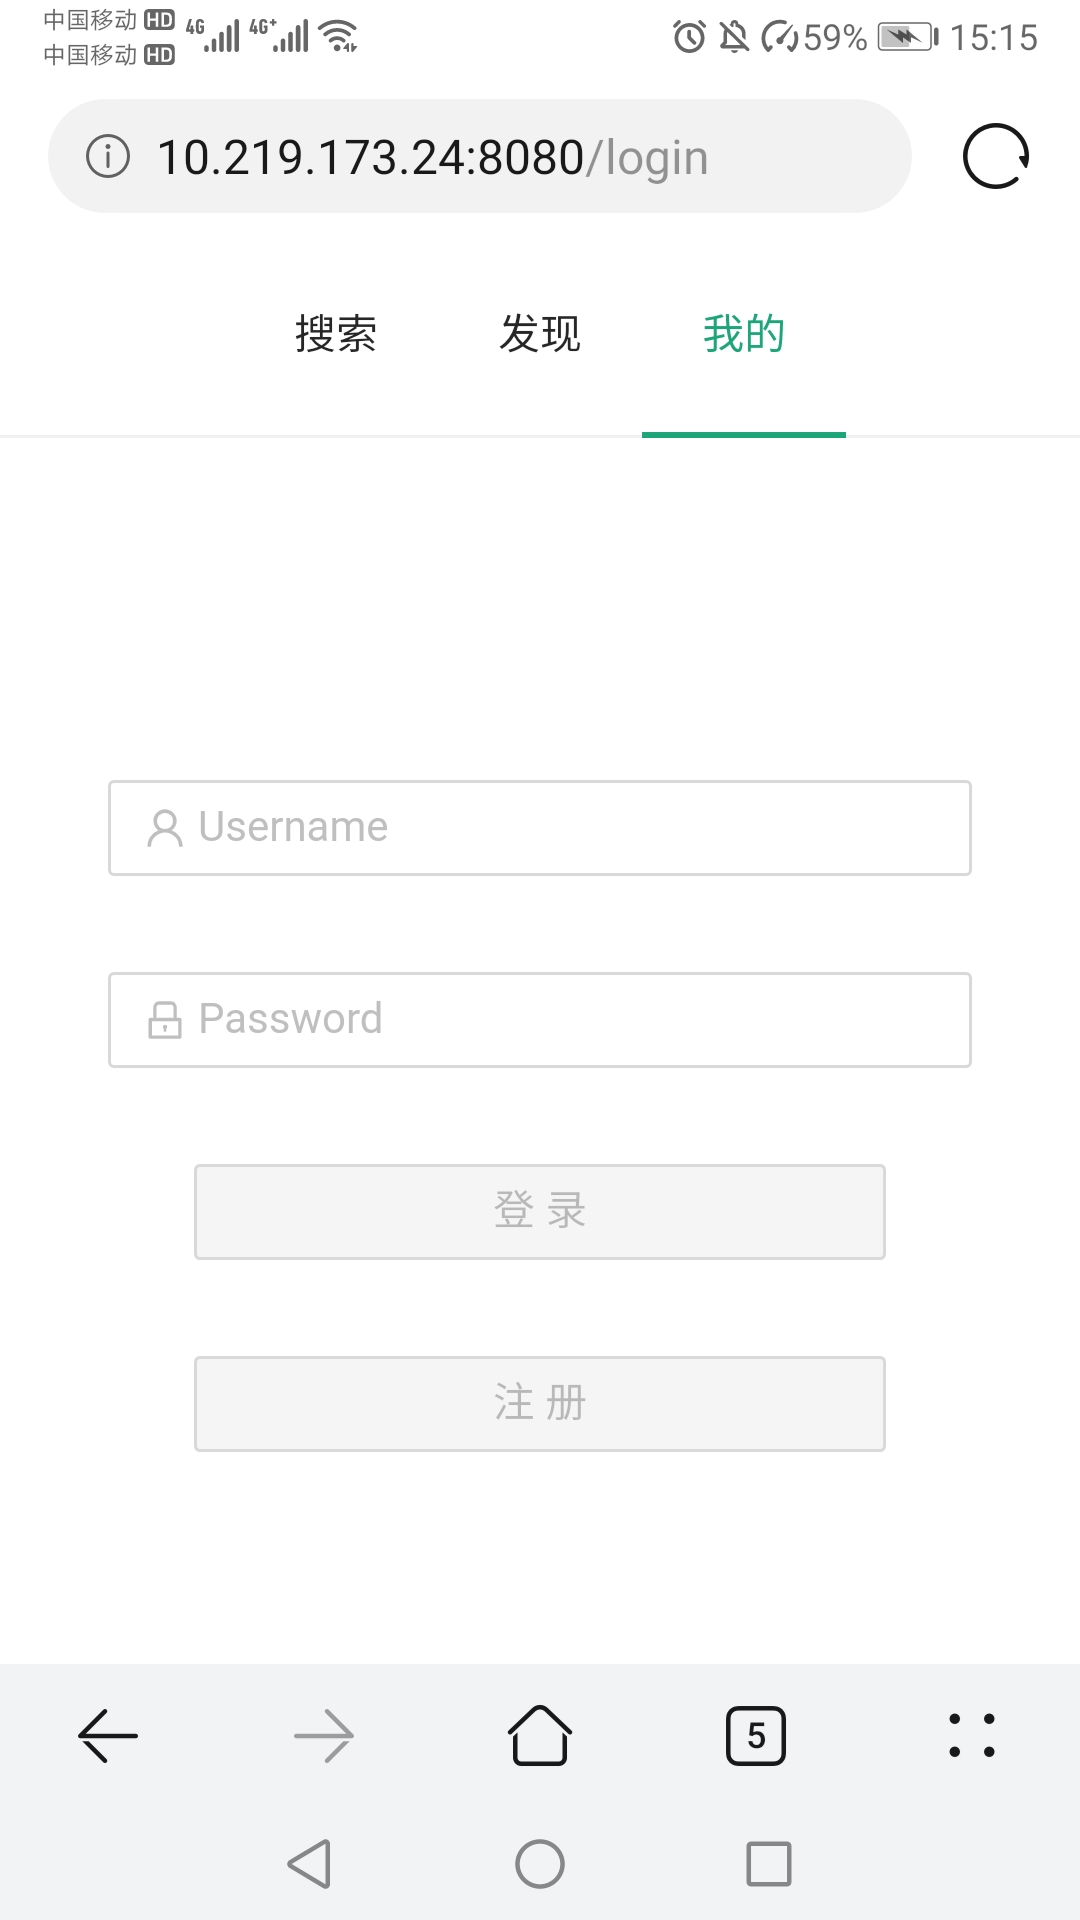 中国移动 HD 4G 4G+ 59% 15:15
中国移动 HD
10.219.173.24:8080/login
搜索 发现 我的
Username
Password
登 录
注 册
5